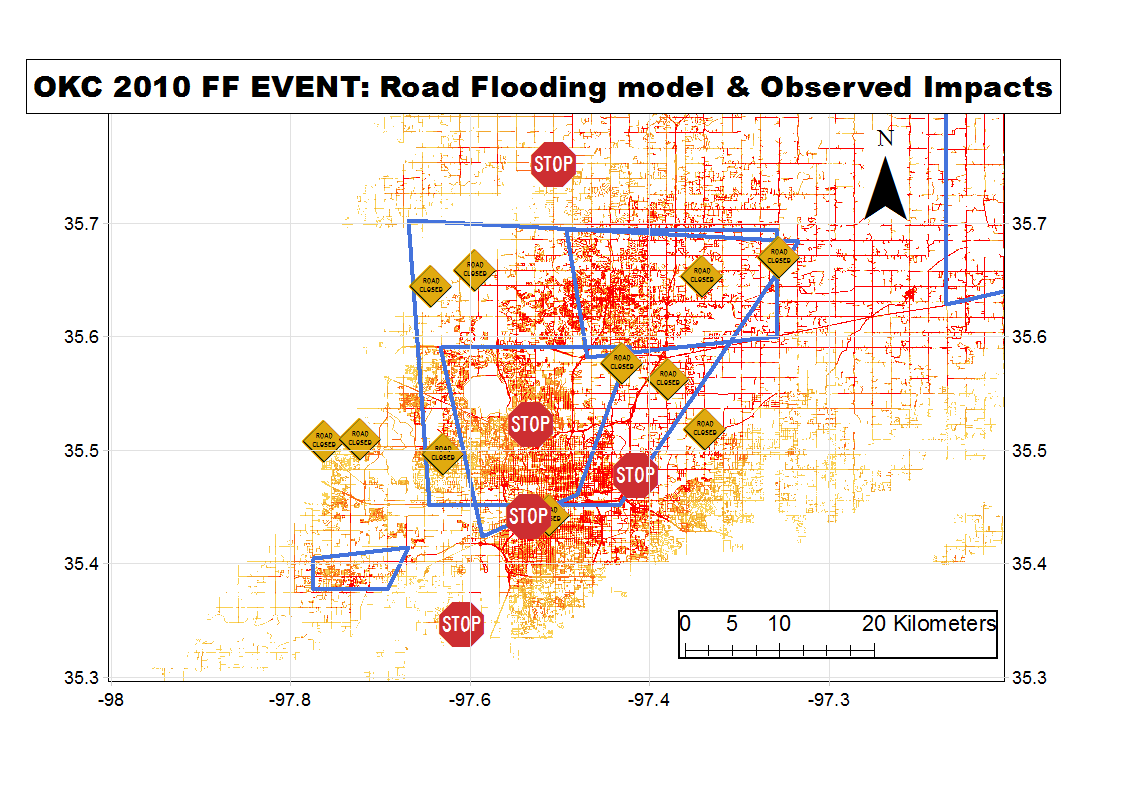 OKC 2010 FF EVENT: Road Flooding model & Observed Impacts
N
STOP
35.7
35.7
ROAD
CLOSED
ROAD
CLOSED
ROAD
CLOSED
ROAD
CLOSED
35.6
35.6
ROAD
CLOSED
ROAD
CLOSED
STOP
ROAD
CLOSED
ROAD
CLOSED
ROAD
CLOSED
ROAD
CLOSED
35.5
35.5
STOP
STOP
AD
SED
35.4
35.4
STOP
0 5 10 20 Kilometers
35.3
35.3
-98 -97.8 -97.6 -97.4 -97.3